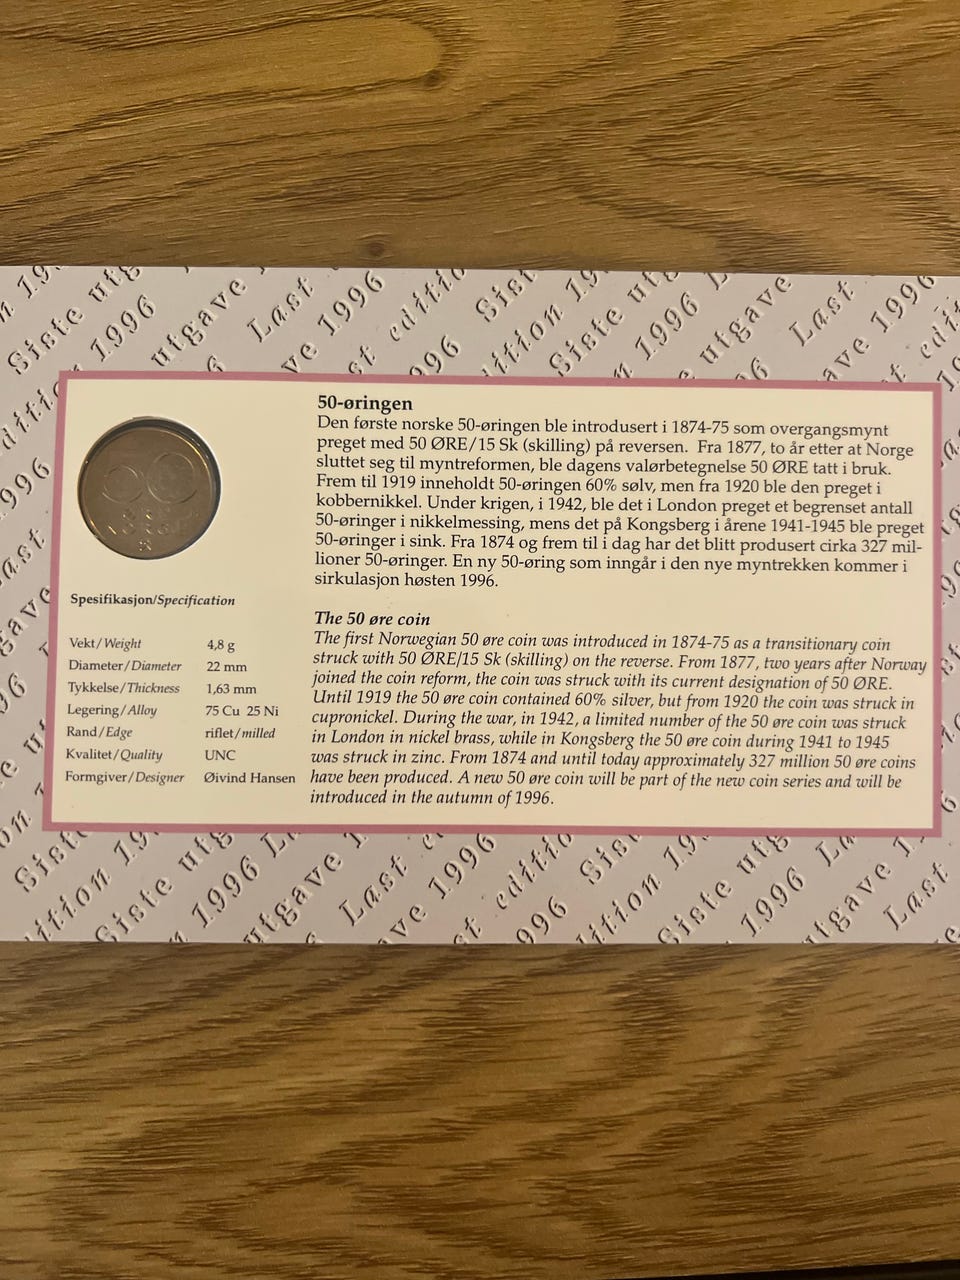 50-øringen
Den første norske 50-øringen ble introdusert i 1874-75 som overgangsmynt
preget med 50 ØRE/15 Sk (skilling) på reversen. Fra 1877, to år etter at Norge
sluttet seg til myntreformen, ble dagens valørbetegnelse 50 ØRE tatt i bruk.
Frem til 1919 inneholdt 50-øringen 60% sølv, men fra 1920 ble den preget i
kobbernikkel. Under krigen, i 1942, ble det i London preget et begrenset antall
50-øringer i nikkelmessing, mens det på Kongsberg i årene 1941-1945 ble preget
50-øringer i sink. Fra 1874 og frem til i dag har det blitt produsert cirka 327 mil-
lioner 50-øringer. En ny 50-øring som inngår i den nye myntrekken kommer i
sirkulasjon høsten 1996.
The 50 øre coin
The first Norwegian 50 øre coin was introduced in 1874-75 as a transitionary coin
struck with 50 ØRE/15 Sk (skilling) on the reverse. From 1877, two years after Norway
joined the coin reform, the coin was struck with its current designation of 50 ØRE.
Until 1919 the 50 øre coin contained 60% silver, but from 1920 the coin was struck in
cupronickel. During the war, in 1942, a limited number of the 50 øre coin was struck
in London in nickel brass, while in Kongsberg the 50 øre coin during 1941 to 1945
was struck in zinc. From 1874 and until today approximately 327 million 50 øre coins
have been produced. A new 50 øre coin will be part of the new coin series and will be
introduced in the autumn of 1996.
Spesifikasjon/Specification
Vekt/Weight 4,8 g
Diameter/Diameter 22 mm
Tykkelse/Thickness 1,63 mm
Legering/Alloy 75 Cu 25 Ni
Rand/Edge riflet/milled
Kvalitet/Quality UNC
Formgiver/Designer Øivind Hansen
NORGE
Siste utgave 1996
Last edition 1996